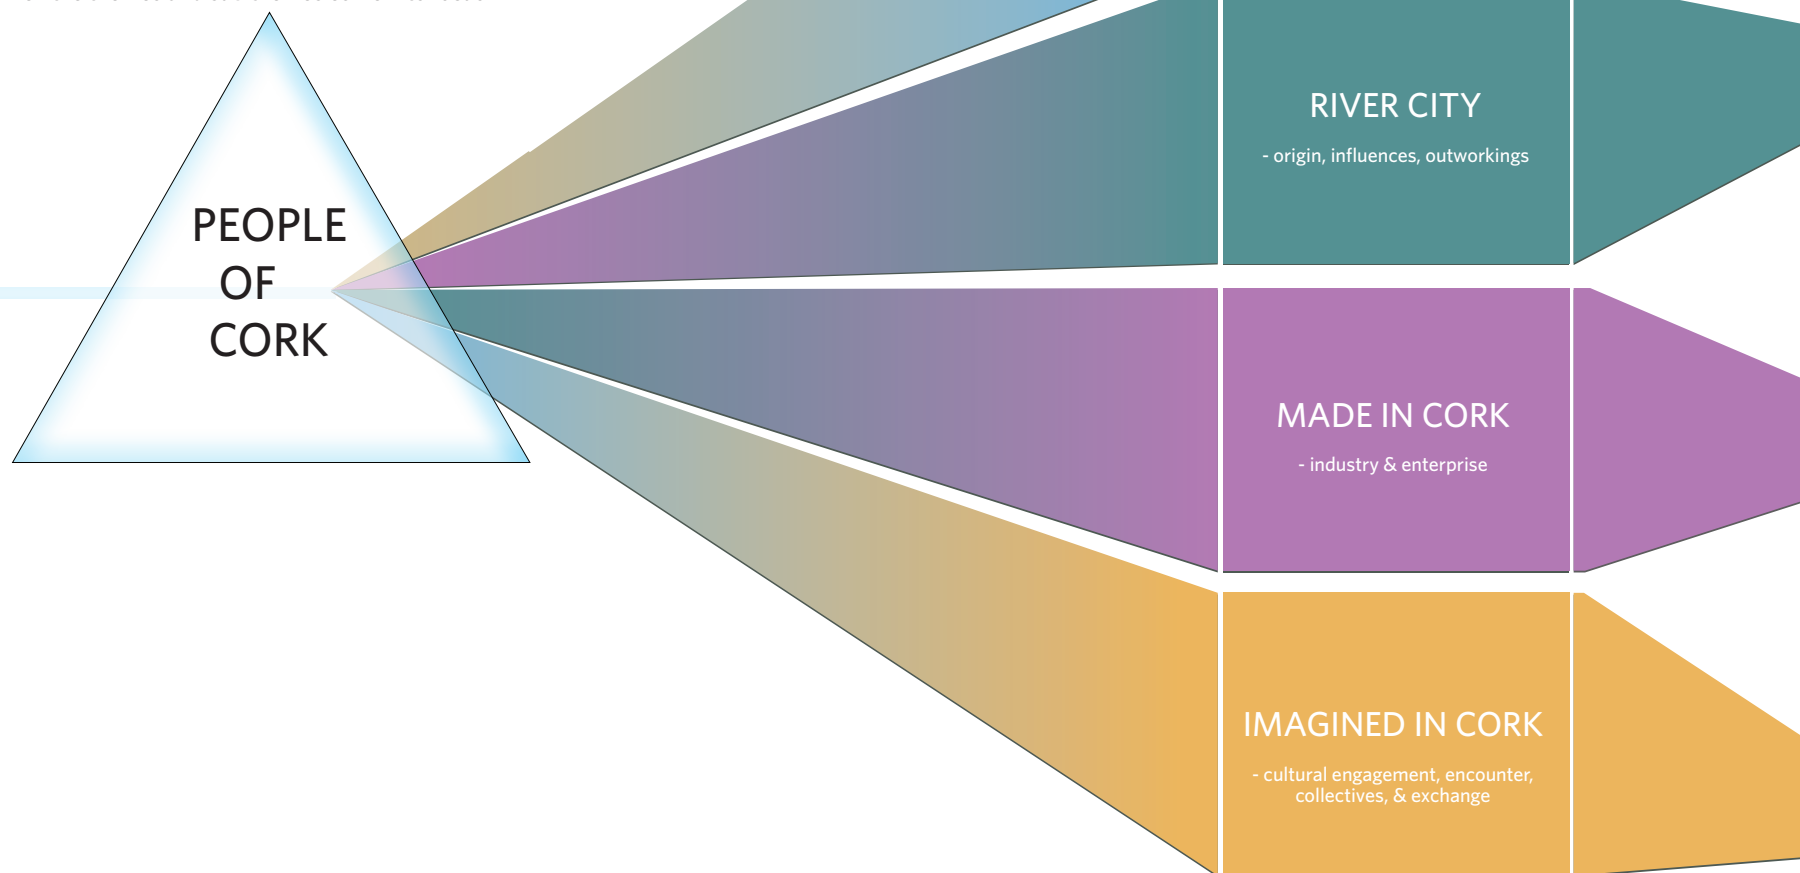 PEOPLE
OF
CORK
RIVER CITY
- origin, influences, outworkings
MADE IN CORK
- industry & enterprise
IMAGINED IN CORK
- cultural engagement, encounter,
collectives, & exchange